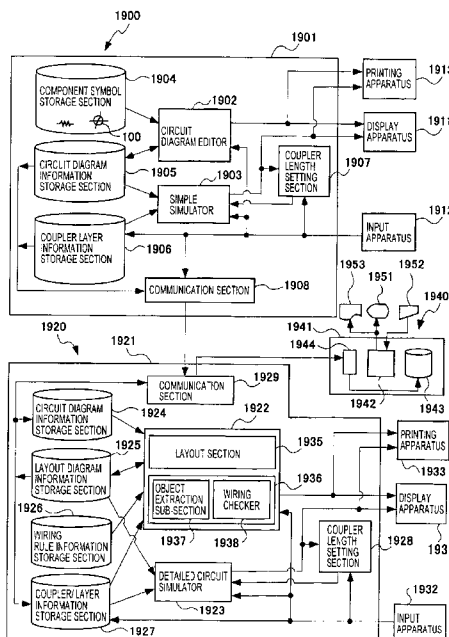 1900
1901
1904
COMPONENT SYMBOL
STORAGE SECTION
100
1902
CIRCUIT
DIAGRAM EDITOR
PRINTING
APPARATUS
1913
DISPLAY
APPARATUS
1911
CIRCUIT DIAGRAM
INFORMATION
STORAGE SECTION
1905
1903
SIMPLE
SIMULATOR
COUPLER
LENGTH
SETTING
SECTION
1907
COUPLER LAYER
INFORMATION
STORAGE SECTION
1906
INPUT
APPARATUS
1912
COMMUNICATION SECTION
1908
1953
1951
1952
1940
1941
1944
1942
1943
1920
1921
COMMUNICATION
SECTION
1929
CIRCUIT DIAGRAM
INFORMATION
STORAGE SECTION
1924
1922
LAYOUT SECTION
1935
1925
LAYOUT DIAGRAM
INFORMATION
STORAGE SECTION
1936
OBJECT
EXTRACTION
SUB-SECTION
1937
WIRING
CHECKER
1938
PRINTING
APPARATUS
1933
1926
WIRING
RULE INFORMATION
STORAGE SECTION
DISPLAY
APPARATUS
193
COUPLER
LENGTH
SETTING
SECTION
1928
COUPLER/LAYER
INFORMATION
STORAGE SECTION
1927
DETAILED CIRCUIT
SIMULATOR
1923
1932
INPUT
APPARATUS